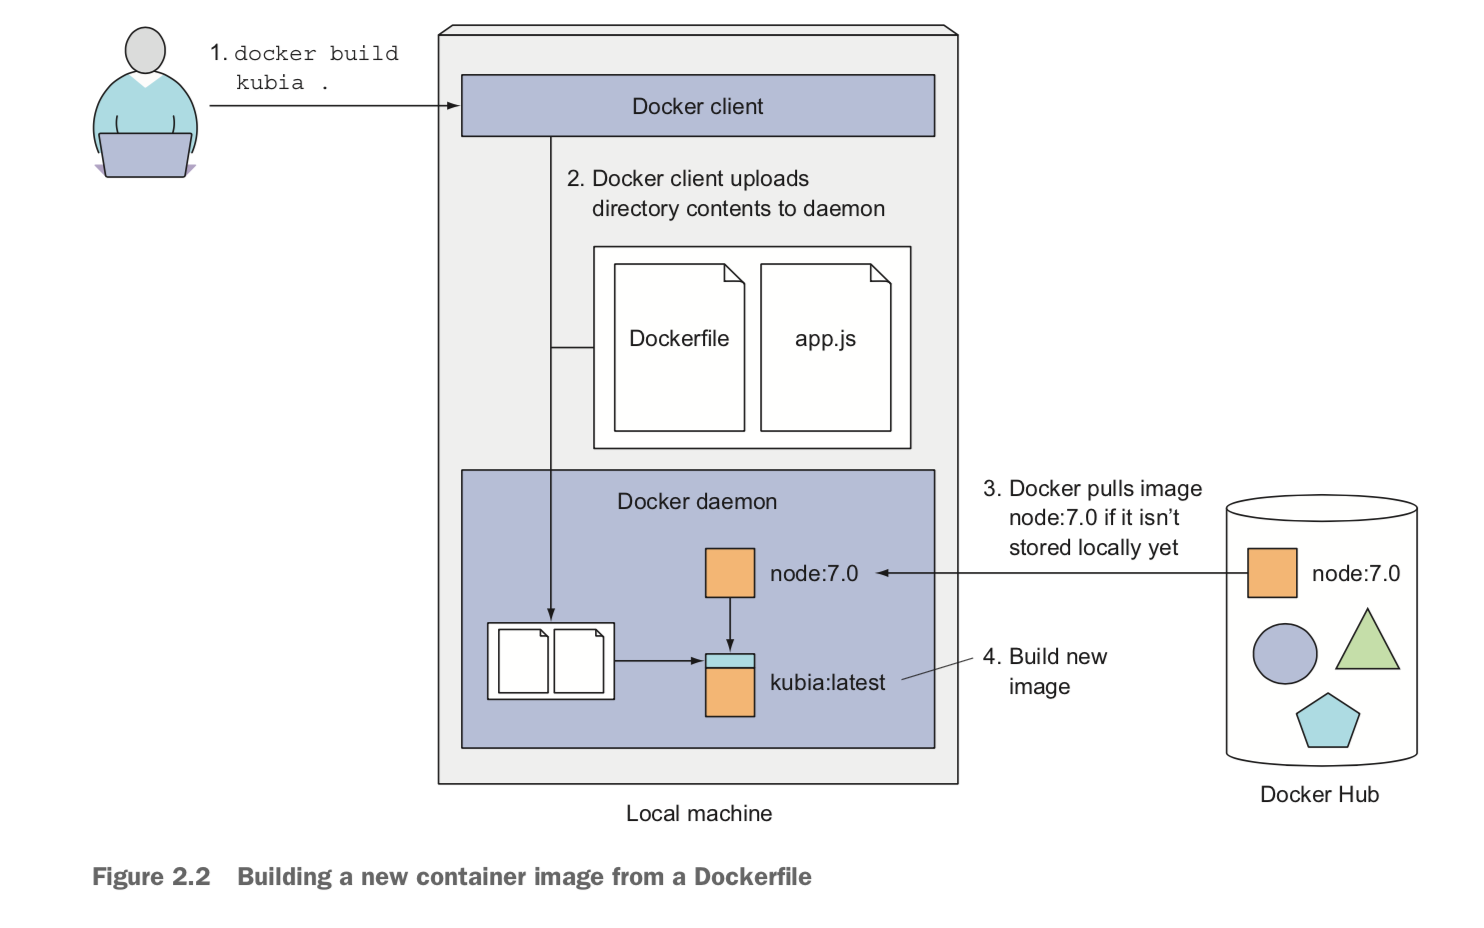 1. docker build
kubia .
Docker client
2. Docker client uploads
directory contents to daemon
Dockerfile
app.js
Docker daemon
3. Docker pulls image
node:7.0 if it isn’t
stored locally yet
node:7.0
node:7.0
kubia:latest
4. Build new
image
Local machine
Docker Hub
Figure 2.2 Building a new container image from a Dockerfile